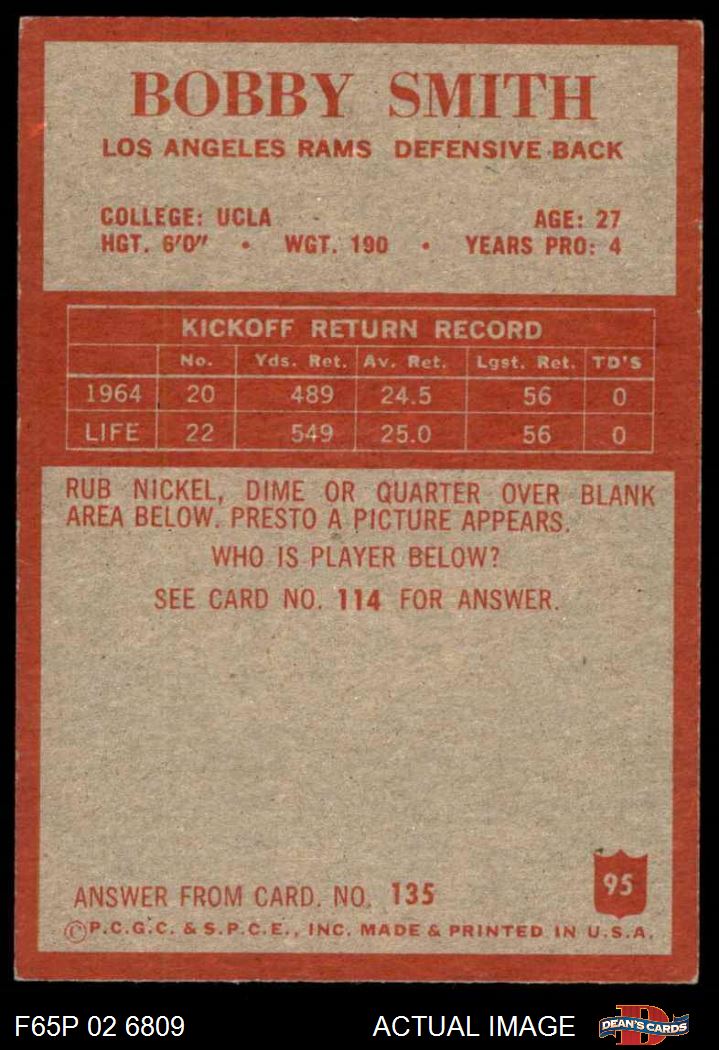 BOBBY SMITH
LOS ANGELES RAMS DEFENSIVE BACK
COLLEGE: UCLA AGE: 27
HGT. 6'0" • WGT. 190 • YEARS PRO: 4
KICKOFF RETURN RECORD
No. Yds. Ret. Av. Ret. Lgst. Ret. TD'S
1964 20 489 24.5 56 0
LIFE 22 549 25.0 56 0
RUB NICKEL, DIME OR QUARTER OVER BLANK
AREA BELOW. PRESTO A PICTURE APPEARS.
WHO IS PLAYER BELOW?
SEE CARD NO. 114 FOR ANSWER.
95
ANSWER FROM CARD. NO. 135
©P.C.G.C. & S.P.C.E., INC. MADE & PRINTED IN U.S.A.
F65P 02 6809 ACTUAL IMAGE D DEAN'S CARDS